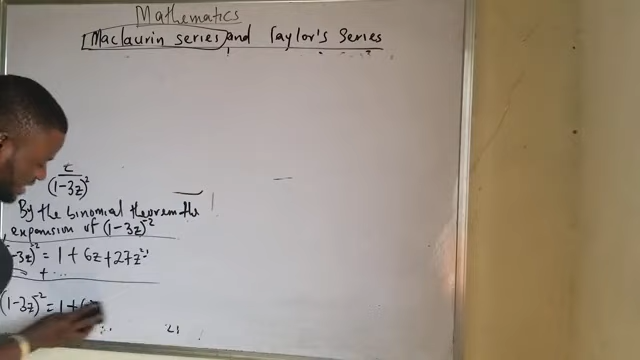 Mathematics
Maclaurin series and Taylor's Series
(1-3z)²
By the binomial theorem the
expansion of (1-3z)⁻²
-3z)⁻² = 1 + 6z + 27z²
+ ...
(1-3z)² = 1 +